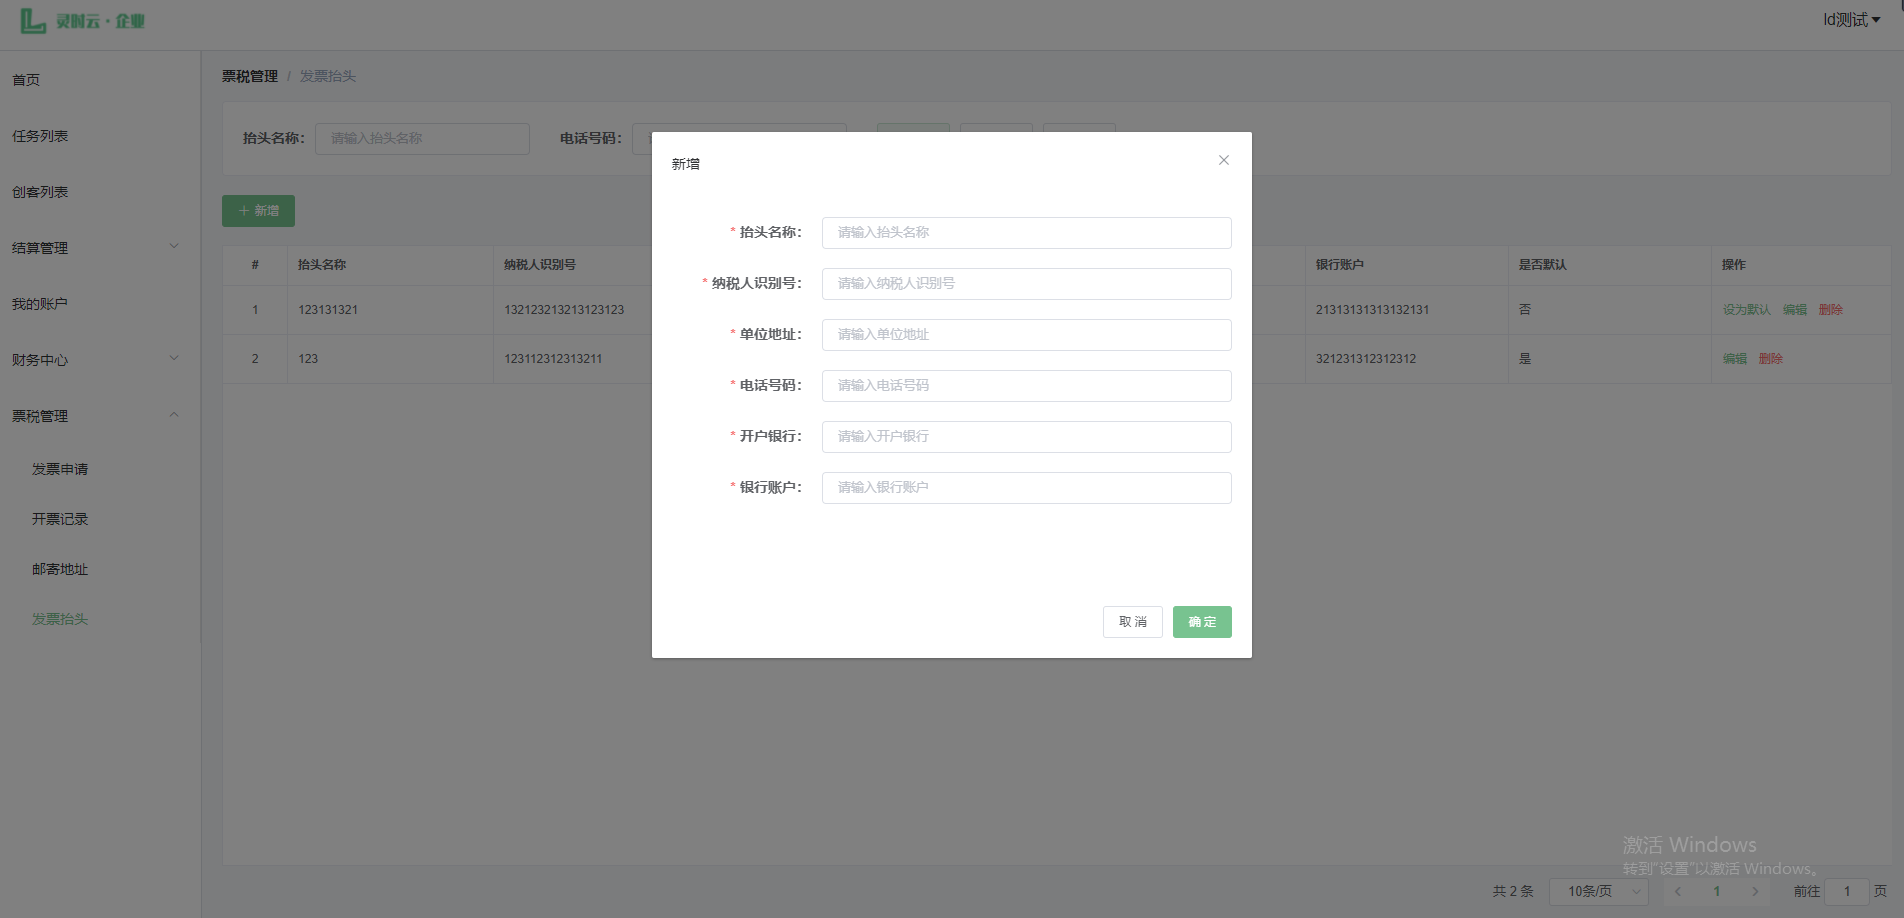 灵时云·企业
ld测试
首页
任务列表
创客列表
结算管理
我的账户
财务中心
票税管理
发票申请
开票记录
邮寄地址
发票抬头
票税管理 / 发票抬头
抬头名称： 请输入抬头名称 电话号码：
＋ 新增
# 抬头名称 纳税人识别号 银行账户 是否默认 操作
1 123131321 132123213213123123 21313131313132131 否 设为默认 编辑 删除
2 123 123112312313211 321231312312312 是 编辑 删除
新增
* 抬头名称： 请输入抬头名称
* 纳税人识别号： 请输入纳税人识别号
* 单位地址： 请输入单位地址
* 电话号码： 请输入电话号码
* 开户银行： 请输入开户银行
* 银行账户： 请输入银行账户
取消 确定
激活 Windows
转到"设置"以激活 Windows。
共 2 条 10条/页 1 前往 1 页